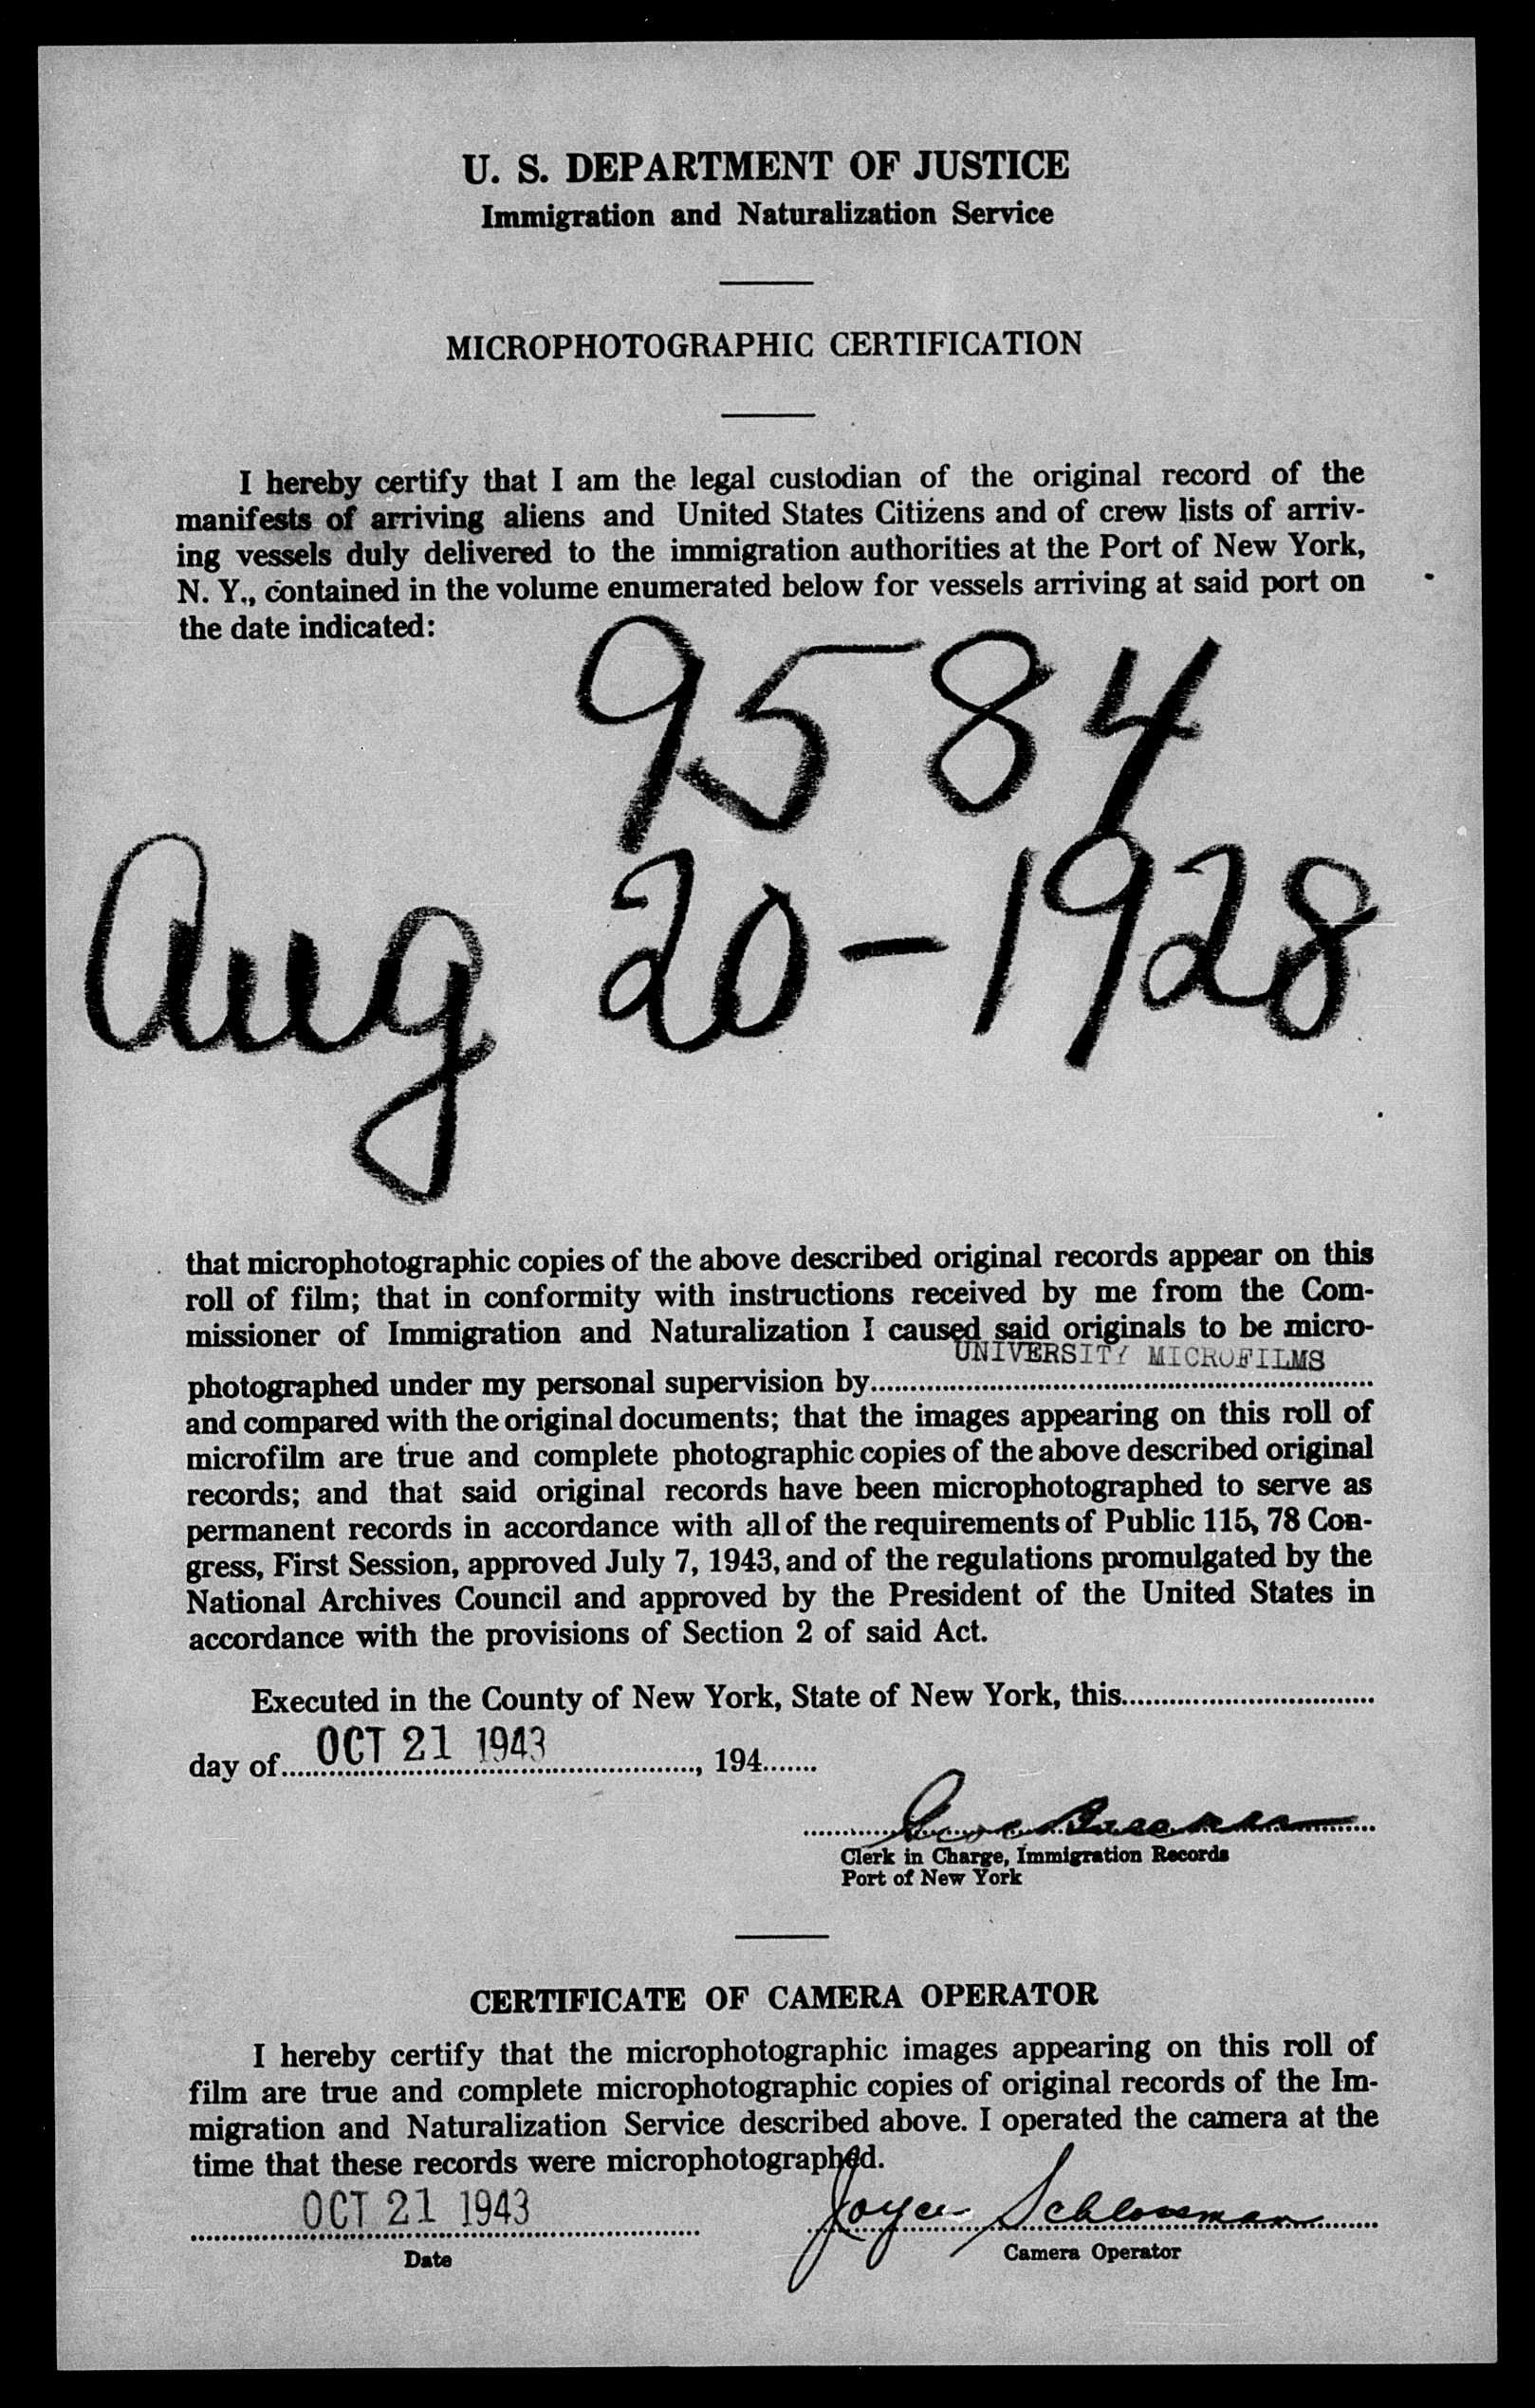 U. S. DEPARTMENT OF JUSTICE
Immigration and Naturalization Service
MICROPHOTOGRAPHIC CERTIFICATION
I hereby certify that I am the legal custodian of the original record of the
manifests of arriving aliens and United States Citizens and of crew lists of arriv-
ing vessels duly delivered to the immigration authorities at the Port of New York,
N. Y., contained in the volume enumerated below for vessels arriving at said port on
the date indicated:
9584
Aug 20-1928
that microphotographic copies of the above described original records appear on this
roll of film; that in conformity with instructions received by me from the Com-
missioner of Immigration and Naturalization I caused said originals to be micro-
UNIVERSITY MICROFILMS
photographed under my personal supervision by
and compared with the original documents; that the images appearing on this roll of
microfilm are true and complete photographic copies of the above described original
records; and that said original records have been microphotographed to serve as
permanent records in accordance with all of the requirements of Public 115, 78 Con-
gress, First Session, approved July 7, 1943, and of the regulations promulgated by the
National Archives Council and approved by the President of the United States in
accordance with the provisions of Section 2 of said Act.
Executed in the County of New York, State of New York, this
day of OCT 21 1943, 194
Clerk in Charge, Immigration Records
Port of New York
CERTIFICATE OF CAMERA OPERATOR
I hereby certify that the microphotographic images appearing on this roll of
film are true and complete microphotographic copies of original records of the Im-
migration and Naturalization Service described above. I operated the camera at the
time that these records were microphotographed.
OCT 21 1943 Joyce Schlossman
Date Camera Operator